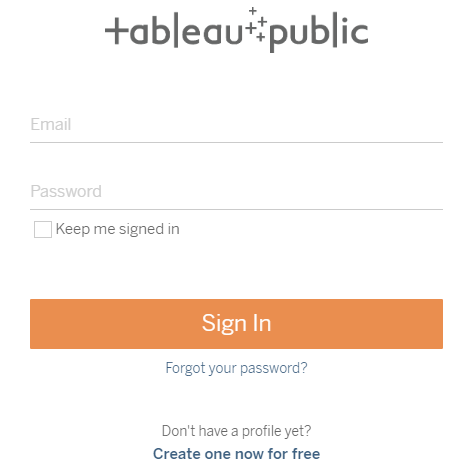 tableau public
Email
Password
Keep me signed in
Sign In
Forgot your password?
Don't have a profile yet?
Create one now for free